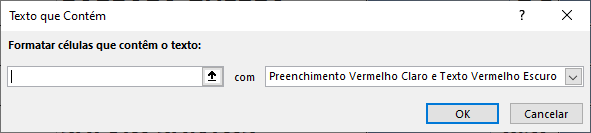 Texto que Contém
Formatar células que contêm o texto:
com Preenchimento Vermelho Claro e Texto Vermelho Escuro
OK Cancelar